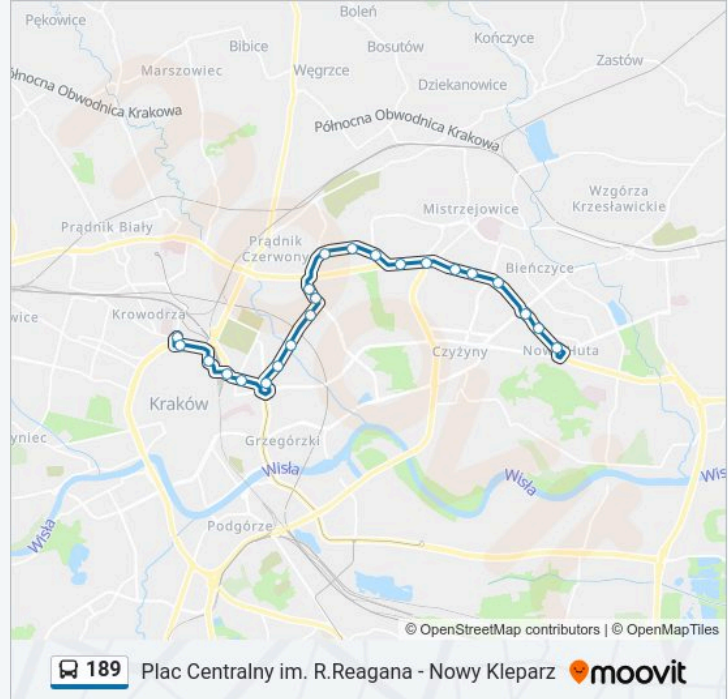 Boleń
Pękowice
Kończyce
Bibice
Bosutów
Zastów
Marszowiec
Węgrzce
Dziekanowice
Północna Obwodnica Krakowa
Północna Obwodnica Krakowa
Wzgórza
Krzesławickie
Mistrzejowice
Prądnik Biały
Prądnik
Czerwony
Bieńczyce
Krowodrza
Czyżyny
Nowa Huta
Kraków
Grzegórzki
Wisła
Wisła
Wis
Podgórze
Wisła
© OpenStreetMap contributors | © OpenMapTiles
189 Plac Centralny im. R.Reagana - Nowy Kleparz moovit